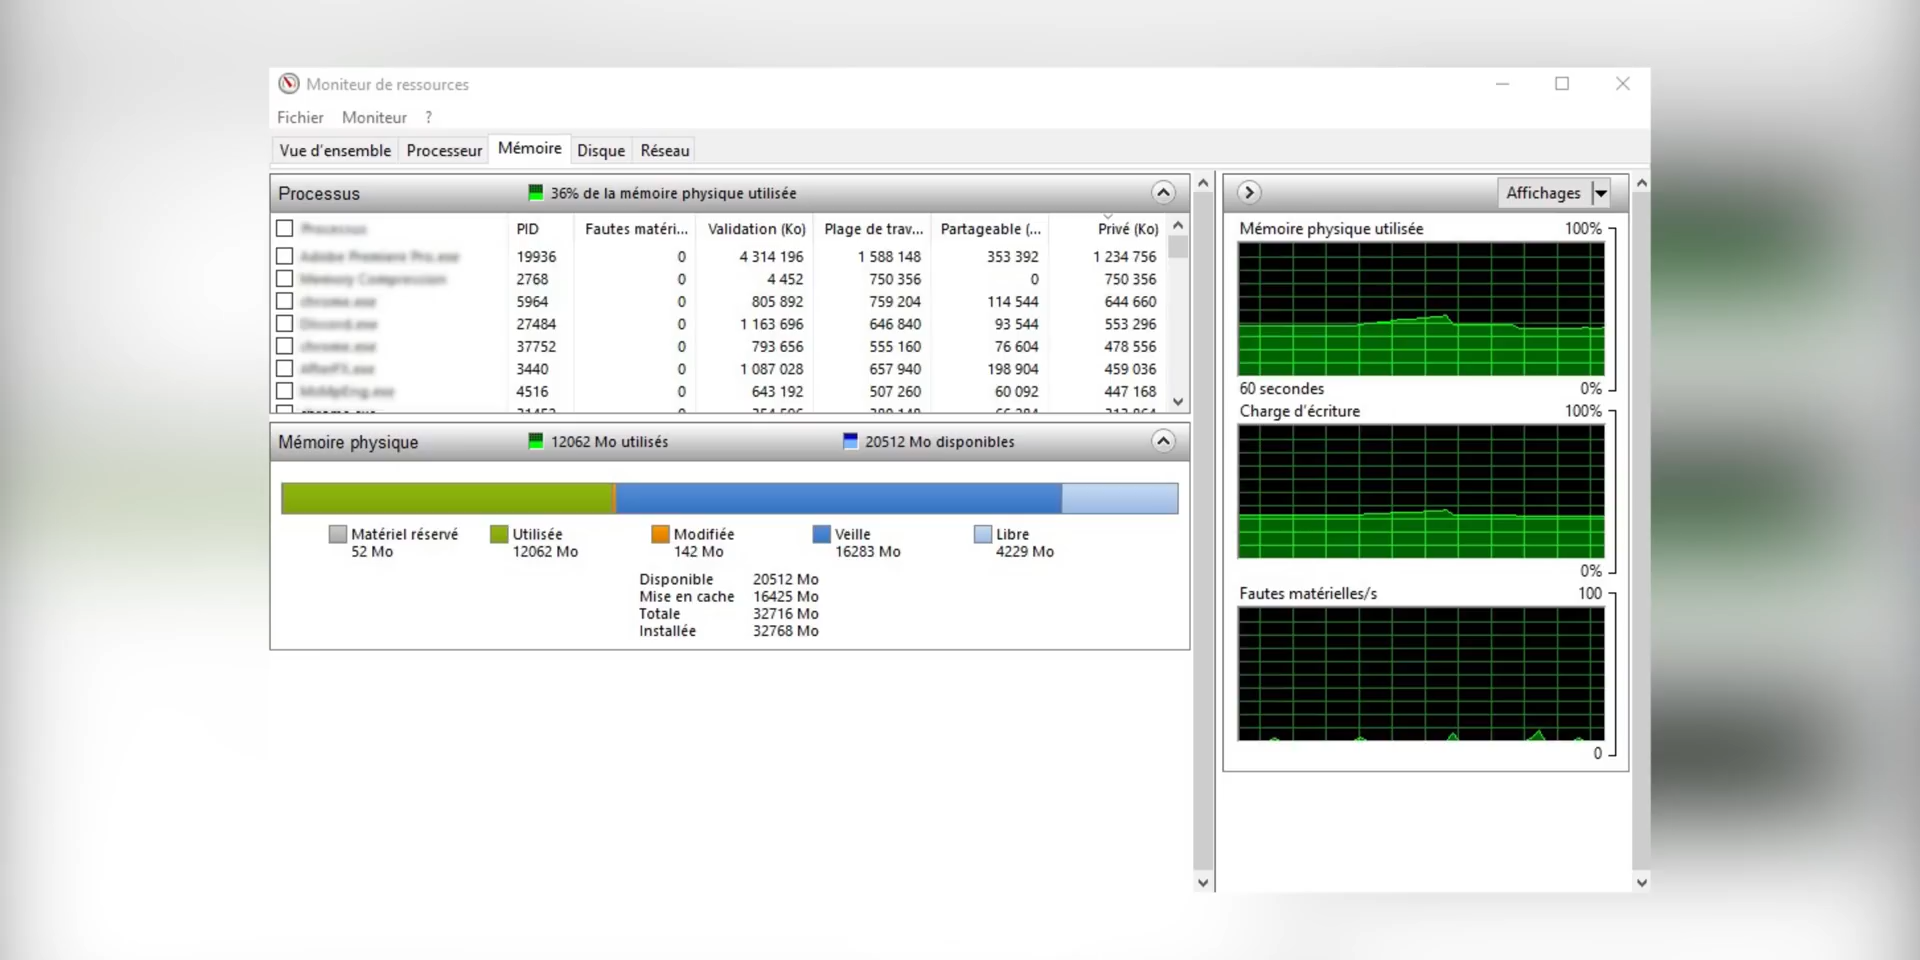 Moniteur de ressources
Fichier Moniteur ?
Vue d'ensemble Processeur Mémoire Disque Réseau
Processus 36% de la mémoire physique utilisée
PID Fautes matéri... Validation (Ko) Plage de trav... Partageable (... Privé (Ko)
19936 0 4 314 196 1 588 148 353 392 1 234 756
2768 0 4 452 750 356 0 750 356
5964 0 805 892 759 204 114 544 644 660
27484 0 1 163 696 646 840 93 544 553 296
37752 0 793 656 555 160 76 604 478 556
3440 0 1 087 028 657 940 198 904 459 036
4516 0 643 192 507 260 60 092 447 168
Mémoire physique 12062 Mo utilisés 20512 Mo disponibles
Matériel réservé Utilisée Modifiée Veille Libre
52 Mo 12062 Mo 142 Mo 16283 Mo 4229 Mo
Disponible 20512 Mo
Mise en cache 16425 Mo
Totale 32716 Mo
Installée 32768 Mo
Affichages
Mémoire physique utilisée 100%
60 secondes 0%
Charge d'écriture 100%
0%
Fautes matérielles/s 100
0